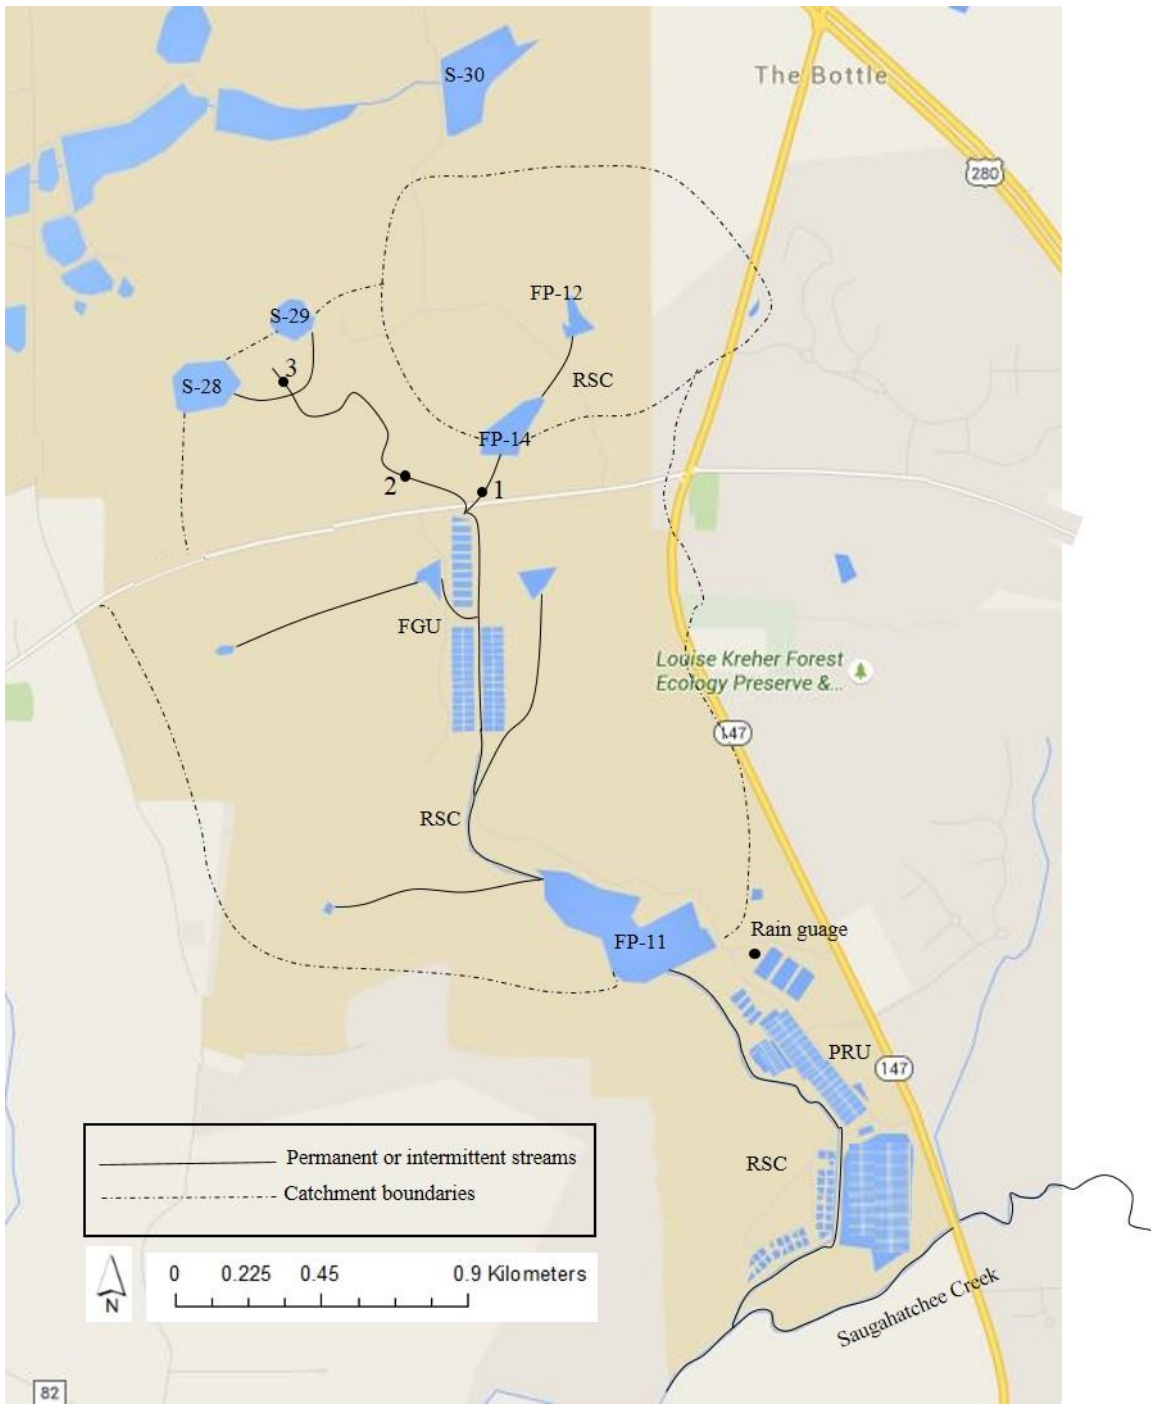 S-30
The Bottle
280
FP-12
S-29
3
S-28
RSC
FP-14
2
1
FGU
Louise Kreher Forest
Ecology Preserve &...
147
RSC
Rain guage
FP-11
PRU
147
RSC
Permanent or intermittent streams
Catchment boundaries
0 0.225 0.45 0.9 Kilometers
N
Saugahatchee Creek
82